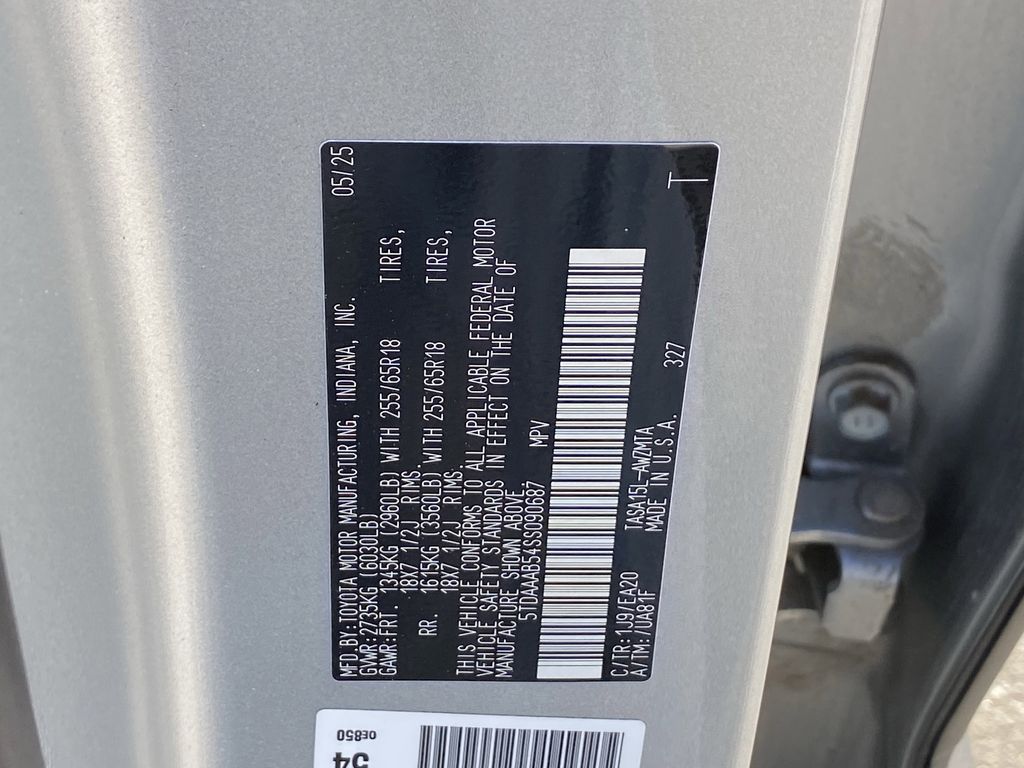 MFD.BY:TOYOTA MOTOR MANUFACTURING, INDIANA, INC. 05/25
GVWR:2735KG (6030LB)
GAWR:FRT. 1345KG (2960LB) WITH 255/65R18 TIRES,
18X7 1/2J RIMS.
RR. 1615KG (3560LB) WITH 255/65R18 TIRES,
18X7 1/2J RIMS.
THIS VEHICLE CONFORMS TO ALL APPLICABLE FEDERAL MOTOR
VEHICLE SAFETY STANDARDS IN EFFECT ON THE DATE OF
MANUFACTURE SHOWN ABOVE.
5TDAAAB54SS090687 MPV
C/TR:1J9/EA20 TASA15L-AWZMTA 327
A/TM:/UA81F MADE IN U.S.A. T
54
0E850